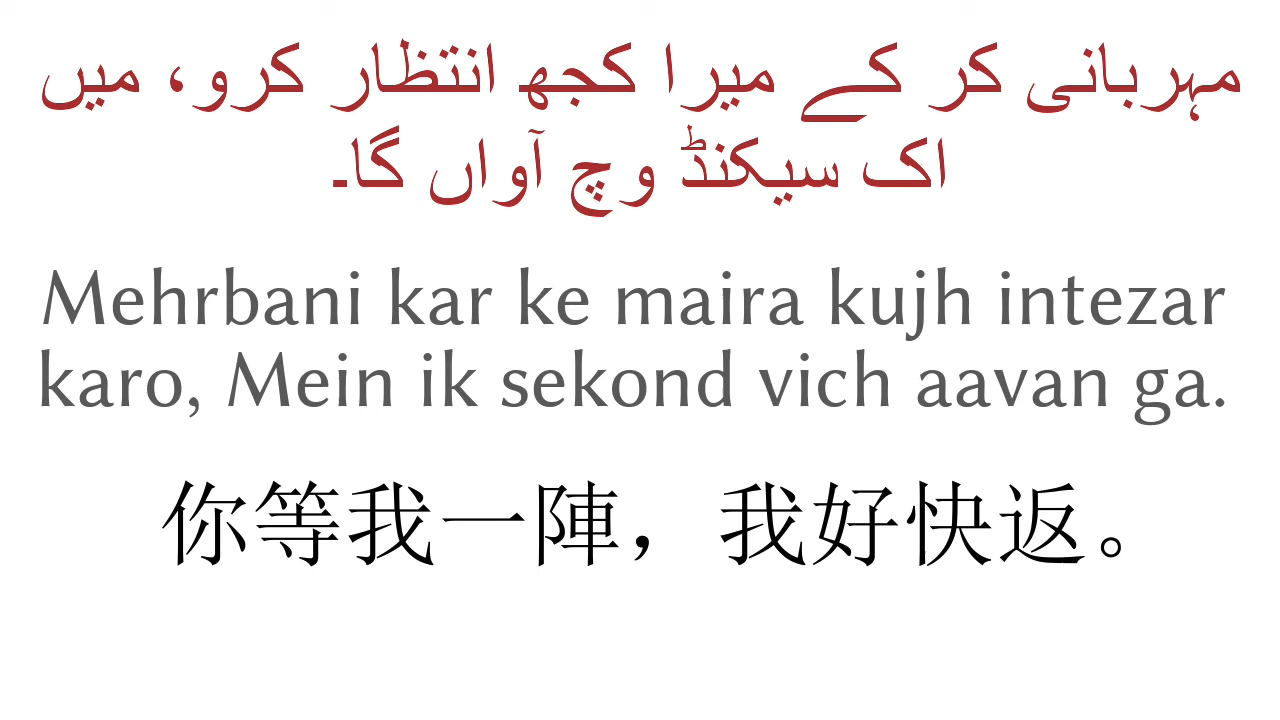 مہربانی کر کے میرا کجھ انتظار کرو، میں
اک سیکنڈ وچ آواں گا۔
Mehrbani kar ke maira kujh intezar
karo, Mein ik sekond vich aavan ga.
你等我一陣，我好快返。